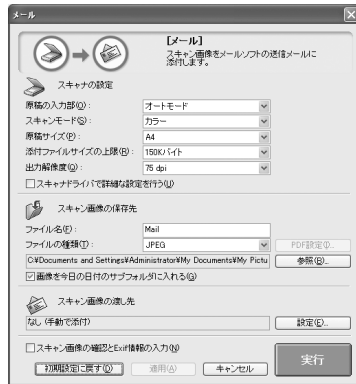 メール
[メール]
スキャン画像をメールソフトの送信メールに
添付します。
スキャナの設定
原稿の入力部(O): オートモード
スキャンモード(S): カラー
原稿サイズ(P): A4
添付ファイルサイズの上限(R): 150Kバイト
出力解像度(Q): 75 dpi
スキャナドライバで詳細な設定を行う(U)
スキャン画像の保存先
ファイル名(F): Mail
ファイルの種類(T): JPEG PDF設定(I)...
C:¥Documents and Settings¥Administrator¥My Documents¥My Pictu 参照(B)...
画像を今日の日付のサブフォルダに入れる(G)
スキャン画像の渡し先
なし (手動で添付) 設定(E)...
スキャン画像の確認とExif情報の入力(W)
実行
初期設定に戻す(D) 適用(A) キャンセル